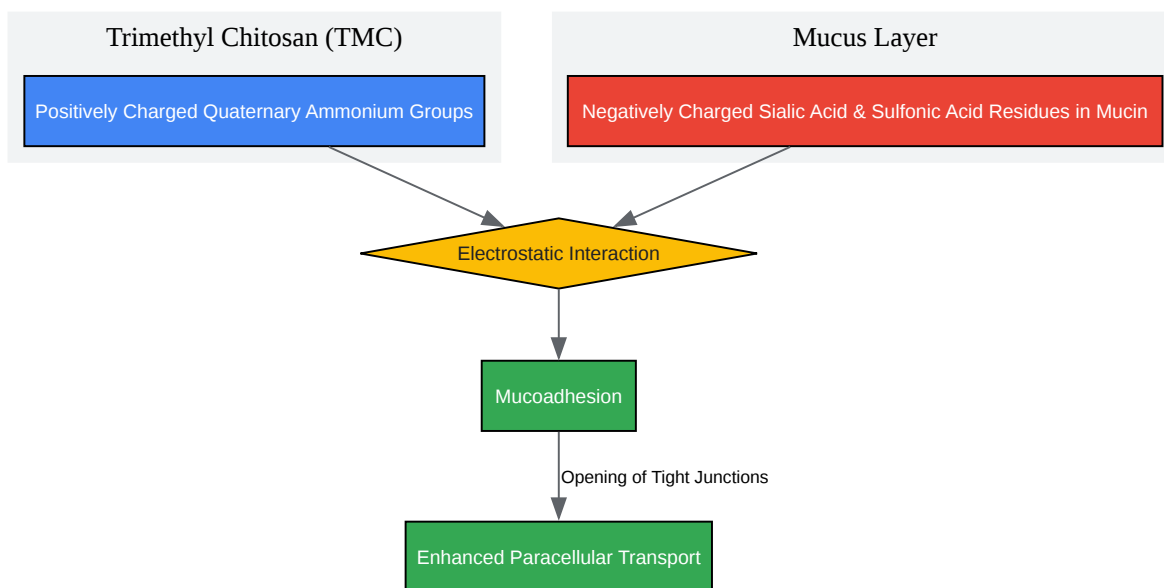 Trimethyl Chitosan (TMC)
Mucus Layer
Positively Charged Quaternary Ammonium Groups
Negatively Charged Sialic Acid & Sulfonic Acid Residues in Mucin
Electrostatic Interaction
Mucoadhesion
Opening of Tight Junctions
Enhanced Paracellular Transport